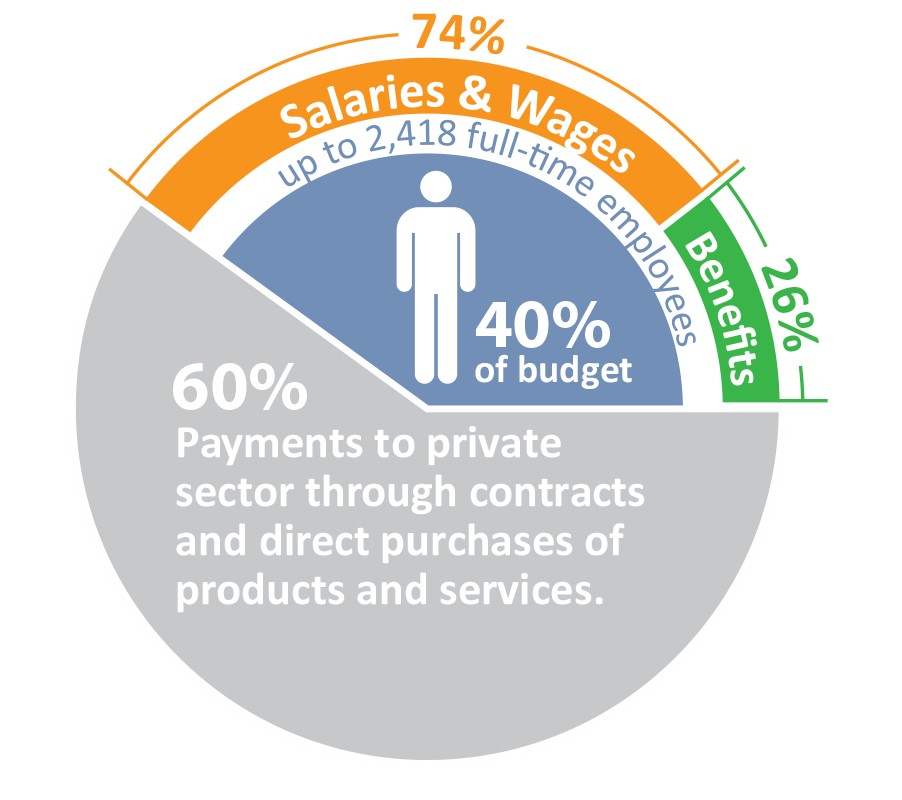 74%
Salaries & Wages
up to 2,418 full-time employees
Benefits
26%
40%
of budget
60%
Payments to private
sector through contracts
and direct purchases of
products and services.